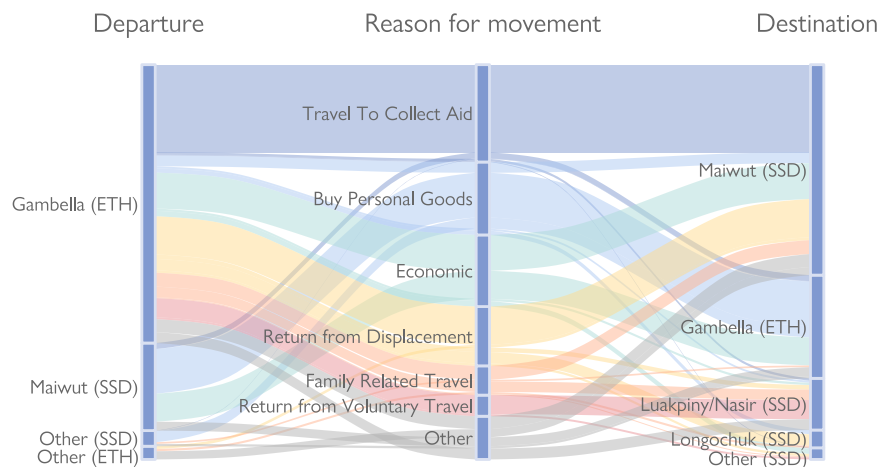 Departure
Reason for movement
Destination
Gambella (ETH)
Maiwut (SSD)
Other (SSD)
Other (ETH)
Travel To Collect Aid
Buy Personal Goods
Economic
Return from Displacement
Family Related Travel
Return from Voluntary Travel
Other
Maiwut (SSD)
Gambella (ETH)
Luakpiny/Nasir (SSD)
Longochuk (SSD)
Other (SSD)